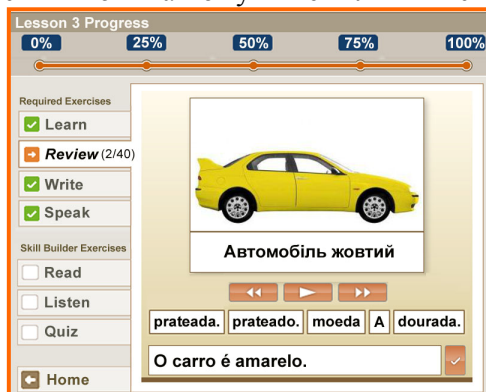 Lesson 3 Progress
0% 25% 50% 75% 100%
Required Exercises
Learn
Review (2/40)
Write
Speak
Skill Builder Exercises
Read
Listen
Quiz
Home
Автомобіль жовтий
prateada. prateado. moeda A dourada.
O carro é amarelo.